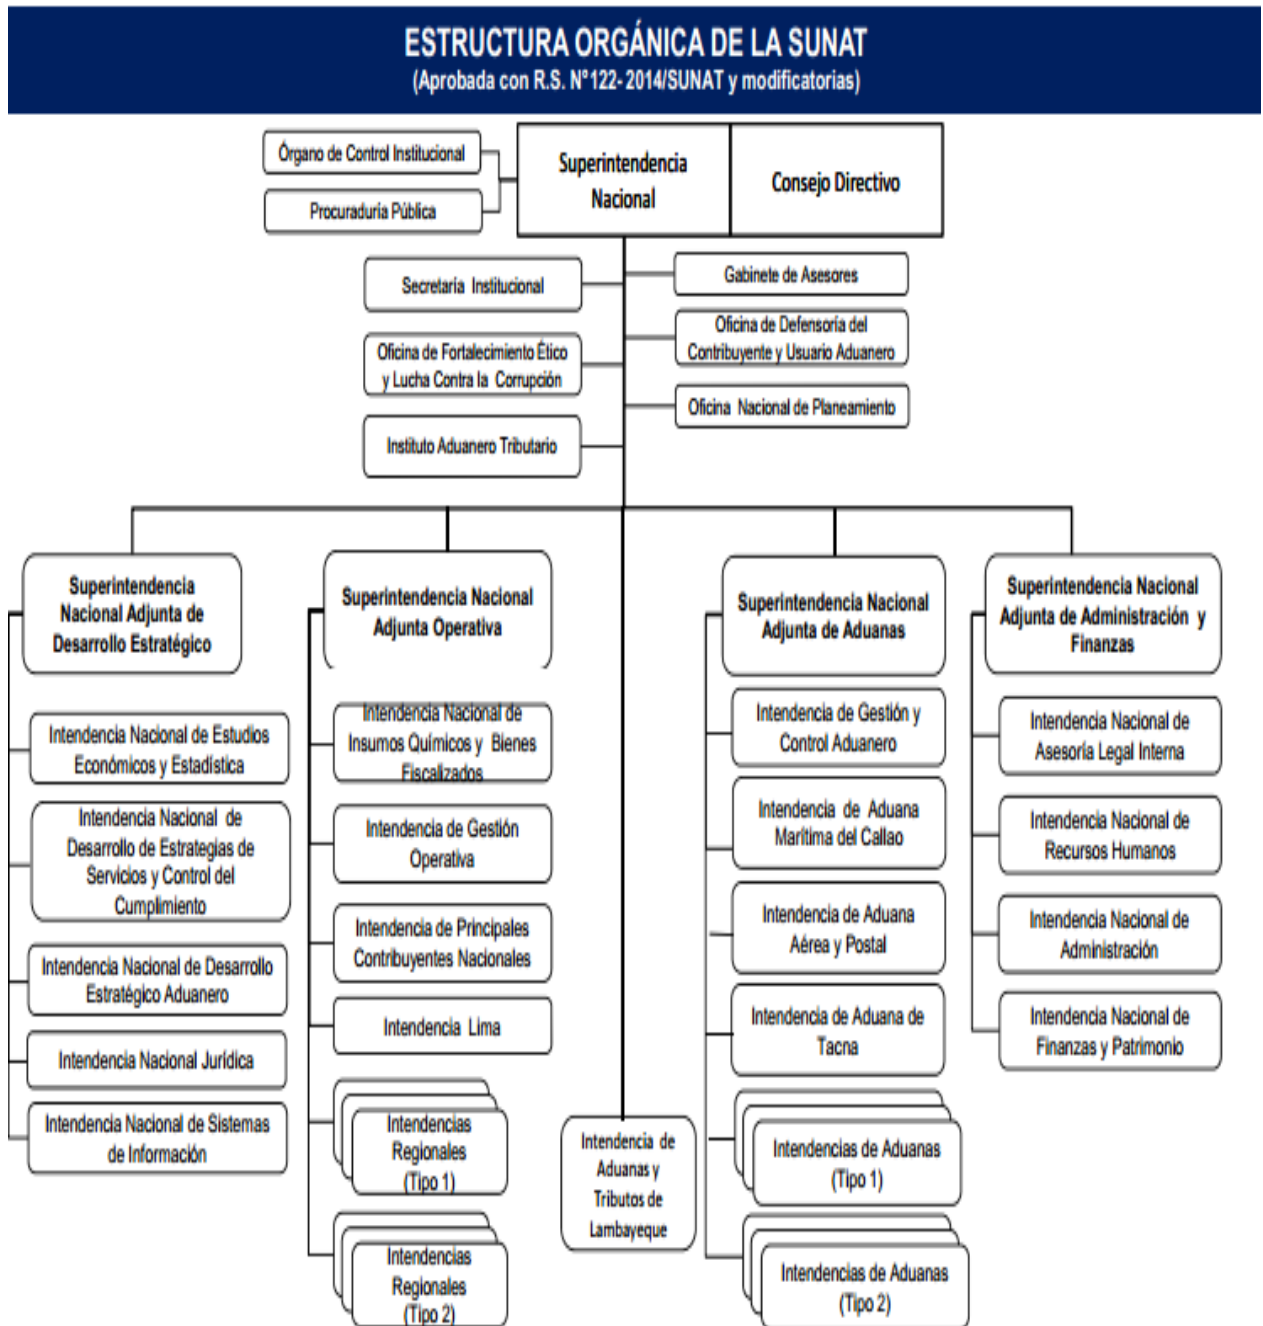 ESTRUCTURA ORGÁNICA DE LA SUNAT
(Aprobada con R.S. N°122- 2014/SUNAT y modificatorias)
Órgano de Control Institucional
Procuraduría Pública
Superintendencia
Nacional
Consejo Directivo
Secretaría Institucional
Gabinete de Asesores
Oficina de Defensoría del
Contribuyente y Usuario Aduanero
Oficina de Fortalecimiento Ético
y Lucha Contra la Corrupción
Oficina Nacional de Planeamiento
Instituto Aduanero Tributario
Superintendencia
Nacional Adjunta de
Desarrollo Estratégico
Intendencia Nacional de Estudios
Económicos y Estadística
Intendencia Nacional de
Desarrollo de Estrategias de
Servicios y Control del
Cumplimiento
Intendencia Nacional de Desarrollo
Estratégico Aduanero
Intendencia Nacional Jurídica
Intendencia Nacional de Sistemas
de Información
Superintendencia Nacional
Adjunta Operativa
Intendencia Nacional de
Insumos Químicos y Bienes
Fiscalizados
Intendencia de Gestión
Operativa
Intendencia de Principales
Contribuyentes Nacionales
Intendencia Lima
Intendencias
Regionales
(Tipo 1)
Intendencias
Regionales
(Tipo 2)
Intendencia de
Aduanas y
Tributos de
Lambayeque
Superintendencia Nacional
Adjunta de Aduanas
Intendencia de Gestión y
Control Aduanero
Intendencia de Aduana
Marítima del Callao
Intendencia de Aduana
Aérea y Postal
Intendencia de Aduana de
Tacna
Intendencias de Aduanas
(Tipo 1)
Intendencias de Aduanas
(Tipo 2)
Superintendencia Nacional
Adjunta de Administración y
Finanzas
Intendencia Nacional de
Asesoría Legal Interna
Intendencia Nacional de
Recursos Humanos
Intendencia Nacional de
Administración
Intendencia Nacional de
Finanzas y Patrimonio